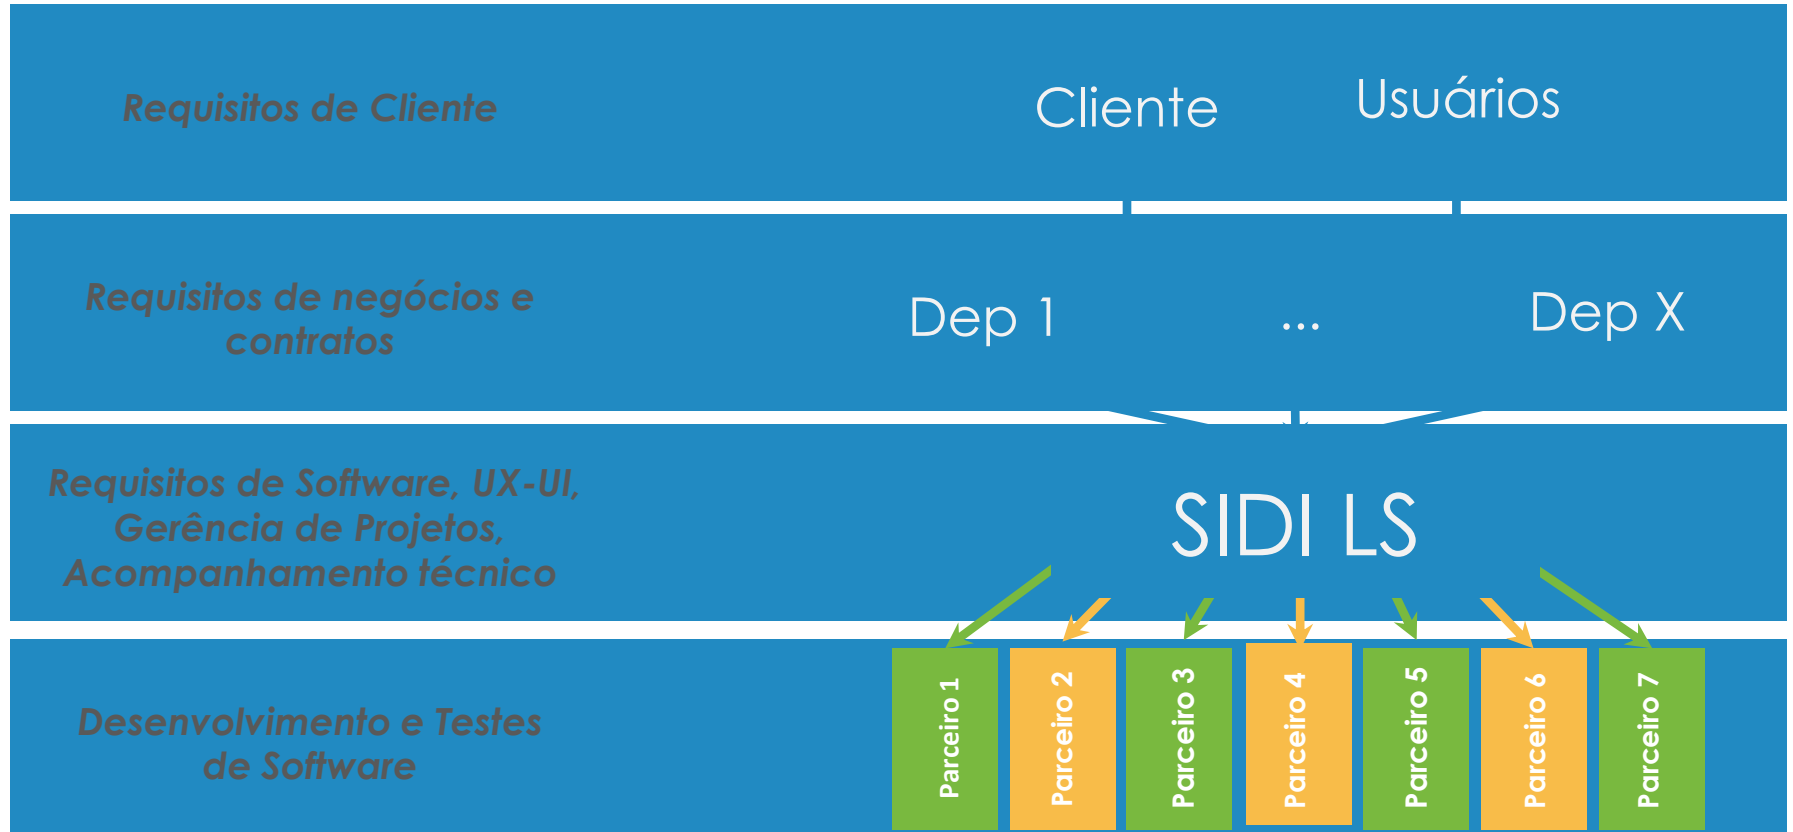 Requisitos de Cliente
Cliente
Usuários
Requisitos de negócios e
contratos
Dep 1
...
Dep X
Requisitos de Software, UX-UI,
Gerência de Projetos,
Acompanhamento técnico
SIDI LS
Desenvolvimento e Testes
de Software
Parceiro 1
Parceiro 2
Parceiro 3
Parceiro 4
Parceiro 5
Parceiro 6
Parceiro 7